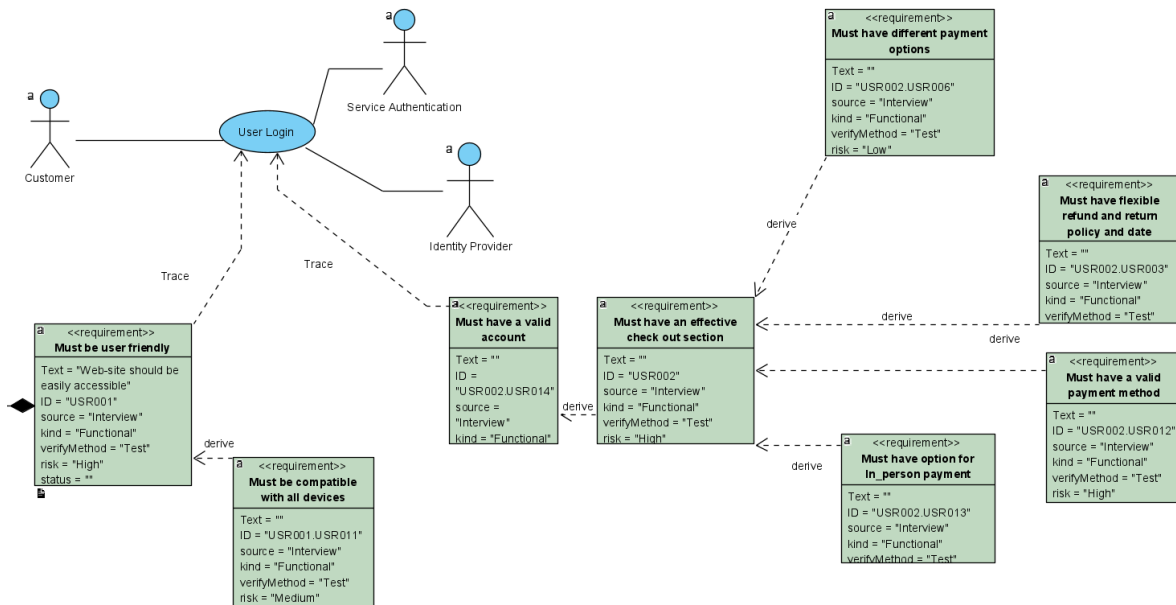 a
<<requirement>>
Must have different payment
options
Text = ""
ID = "USR002.USR006"
source = "Interview"
kind = "Functional"
verifyMethod = "Test"
risk = "Low"
a
Service Authentication
a
Customer
User Login
a
Identity Provider
a
<<requirement>>
Must have flexible
refund and return
policy and date
Text = ""
ID = "USR002.USR003"
source = "Interview"
kind = "Functional"
verifyMethod = "Test"
derive
Trace
Trace
derive
derive
a
<<requirement>>
Must be user friendly
Text = "Web-site should be
easily accessible"
ID = "USR001"
source = "Interview"
kind = "Functional"
verifyMethod = "Test"
risk = "High"
status = ""
a
<<requirement>>
Must have a valid
account
Text = ""
ID =
"USR002.USR014"
source =
"Interview"
kind = "Functional"
derive
a
<<requirement>>
Must have an effective
check out section
Text = ""
ID = "USR002"
source = "Interview"
kind = "Functional"
verifyMethod = "Test"
risk = "High"
a
<<requirement>>
Must have a valid
payment method
Text = ""
ID = "USR002.USR012"
source = "Interview"
kind = "Functional"
verifyMethod = "Test"
risk = "High"
derive
a
<<requirement>>
Must have option for
In_person payment
Text = ""
ID = "USR002.USR013"
source = "Interview"
kind = "Functional"
verifyMethod = "Test"
derive
a
<<requirement>>
Must be compatible
with all devices
Text = ""
ID = "USR001.USR011"
source = "Interview"
kind = "Functional"
verifyMethod = "Test"
risk = "Medium"